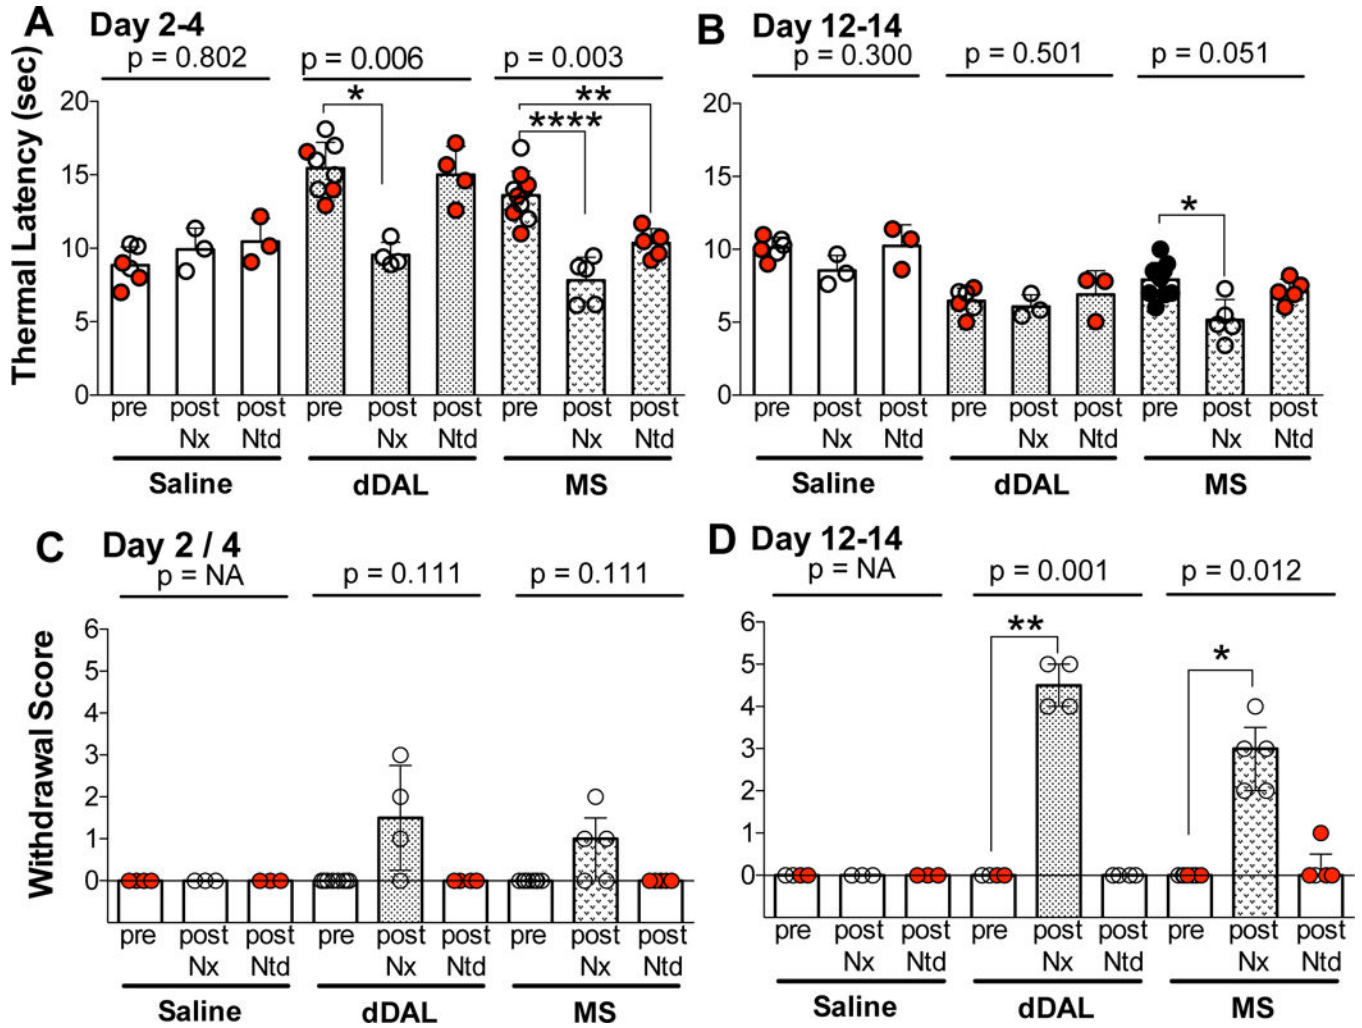 A Day 2-4
p = 0.802 p = 0.006 p = 0.003
* ** ****
Thermal Latency (sec)
20
15
10
5
0
pre post post pre post post pre post post
Nx Ntd Nx Ntd Nx Ntd
Saline dDAL MS
B Day 12-14
p = 0.300 p = 0.501 p = 0.051
*
20
15
10
5
0
pre post post pre post post pre post post
Nx Ntd Nx Ntd Nx Ntd
Saline dDAL MS
C Day 2 / 4
p = NA p = 0.111 p = 0.111
Withdrawal Score
6
5
4
3
2
1
0
pre post post pre post post pre post post
Nx Ntd Nx Ntd Nx Ntd
Saline dDAL MS
D Day 12-14
p = NA p = 0.001 p = 0.012
** *
6
5
4
3
2
1
0
pre post post pre post post pre post post
Nx Ntd Nx Ntd Nx Ntd
Saline dDAL MS